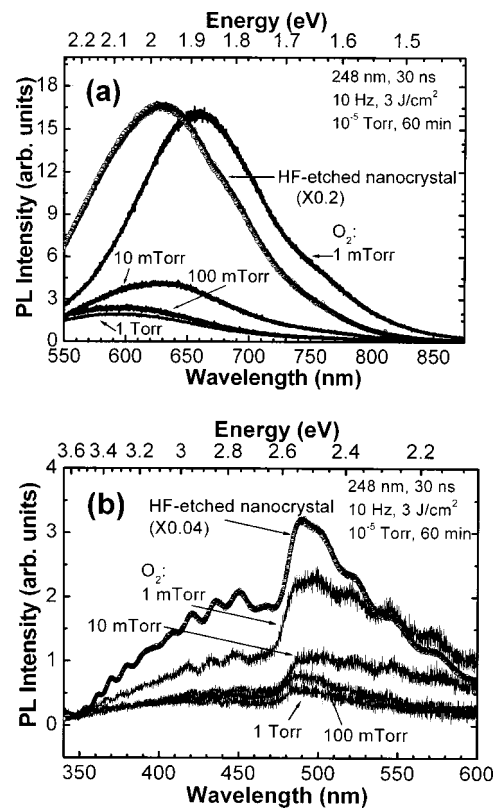 Energy (eV)
2.2 2.1 2 1.9 1.8 1.7 1.6 1.5
PL Intensity (arb. units)
18
15
12
9
6
3
0
(a)
248 nm, 30 ns
10 Hz, 3 J/cm²
10⁻⁵ Torr, 60 min
HF-etched nanocrystal
(X0.2)
O₂:
1 mTorr
10 mTorr
100 mTorr
1 Torr
550 600 650 700 750 800 850
Wavelength (nm)
Energy (eV)
3.6 3.4 3.2 3 2.8 2.6 2.4 2.2
PL Intensity (arb. units)
4
3
2
1
0
(b)
248 nm, 30 ns
10 Hz, 3 J/cm²
10⁻⁵ Torr, 60 min
HF-etched nanocrystal
(X0.04)
O₂:
1 mTorr
10 mTorr
1 Torr
100 mTorr
350 400 450 500 550 600
Wavelength (nm)